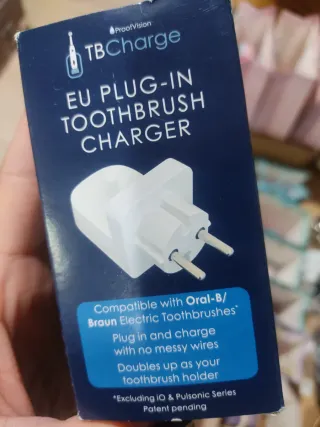 ProofVision
TBCharge
EU PLUG-IN
TOOTHBRUSH
CHARGER
Compatible with Oral-B/
Braun Electric Toothbrushes*
Plug in and charge
with no messy wires
Doubles up as your
toothbrush holder
*Excluding iO & Pulsonic Series
Patent pending